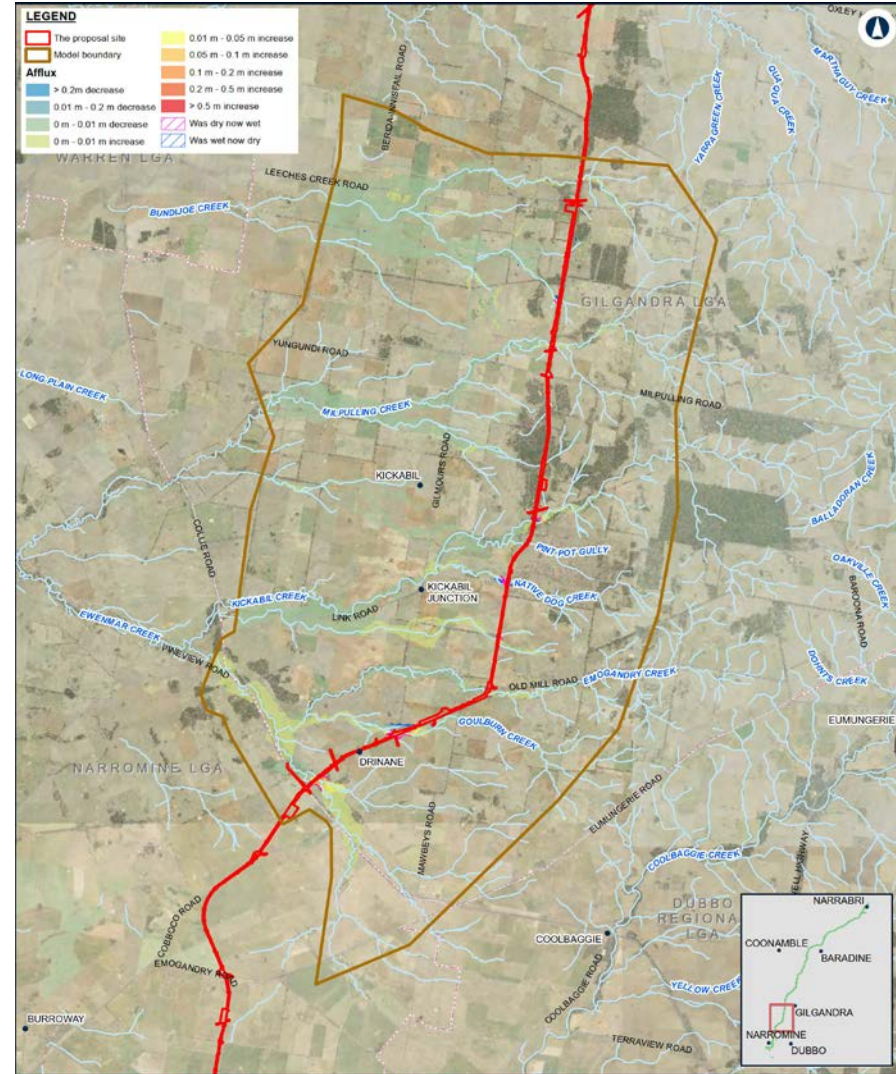 LEGEND
The proposal site
Model boundary
Afflux
> 0.2m decrease
0.01 m - 0.2 m decrease
0 m - 0.01 m decrease
0 m - 0.01 m increase
0.01 m - 0.05 m increase
0.05 m - 0.1 m increase
0.1 m - 0.2 m increase
0.2 m - 0.5 m increase
> 0.5 m increase
Was dry now wet
Was wet now dry
BERIDA-INNISFAIL ROAD
MARTHA GUY CREEK
QUA QUA CREEK
YARRAGREEN CREEK
WARREN LGA
LEECHES CREEK ROAD
BUNDIJOE CREEK
GILGANDRA LGA
YUNGUNDI ROAD
LONG PLAIN CREEK
MILPULLING CREEK
MILPULLING ROAD
KICKABIL
GILMOURS ROAD
BALLADORAN CREEK
COLLIE ROAD
PINT POT GULLY
OAKVILLE CREEK
BAROONA ROAD
KICKABIL
JUNCTION
NATIVE DOG CREEK
KICKABIL CREEK
LINK ROAD
EWENMAR CREEK
PINEVIEW ROAD
OLD MILL ROAD
EMOGANDRY CREEK
DOHNTS CREEK
GOULBURN CREEK
EUMUNGERIE
DRINANE
NARROMINE LGA
EUMUNGERIE ROAD
MAWBEYS ROAD
COOLBAGGIE CREEK
DUBBO
REGIONAL
LGA
COBBOCO ROAD
COOLBAGGIE
EMOGANDRY ROAD
COOLBAGGIE ROAD
YELLOW CREEK
BURROWAY
TERRAVIEW ROAD
NARRABRI
COONAMBLE
BARADINE
GILGANDRA
NARROMINE
DUBBO